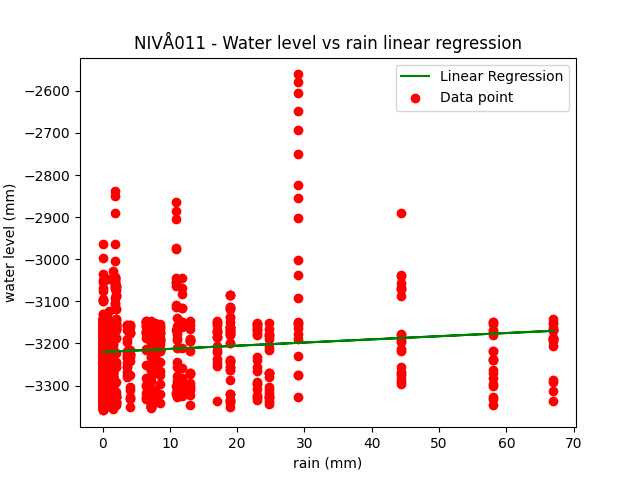 NIVÅ011 - Water level vs rain linear regression
Linear Regression
Data point
water level (mm)
−2600
−2700
−2800
−2900
−3000
−3100
−3200
−3300
0 10 20 30 40 50 60 70
rain (mm)